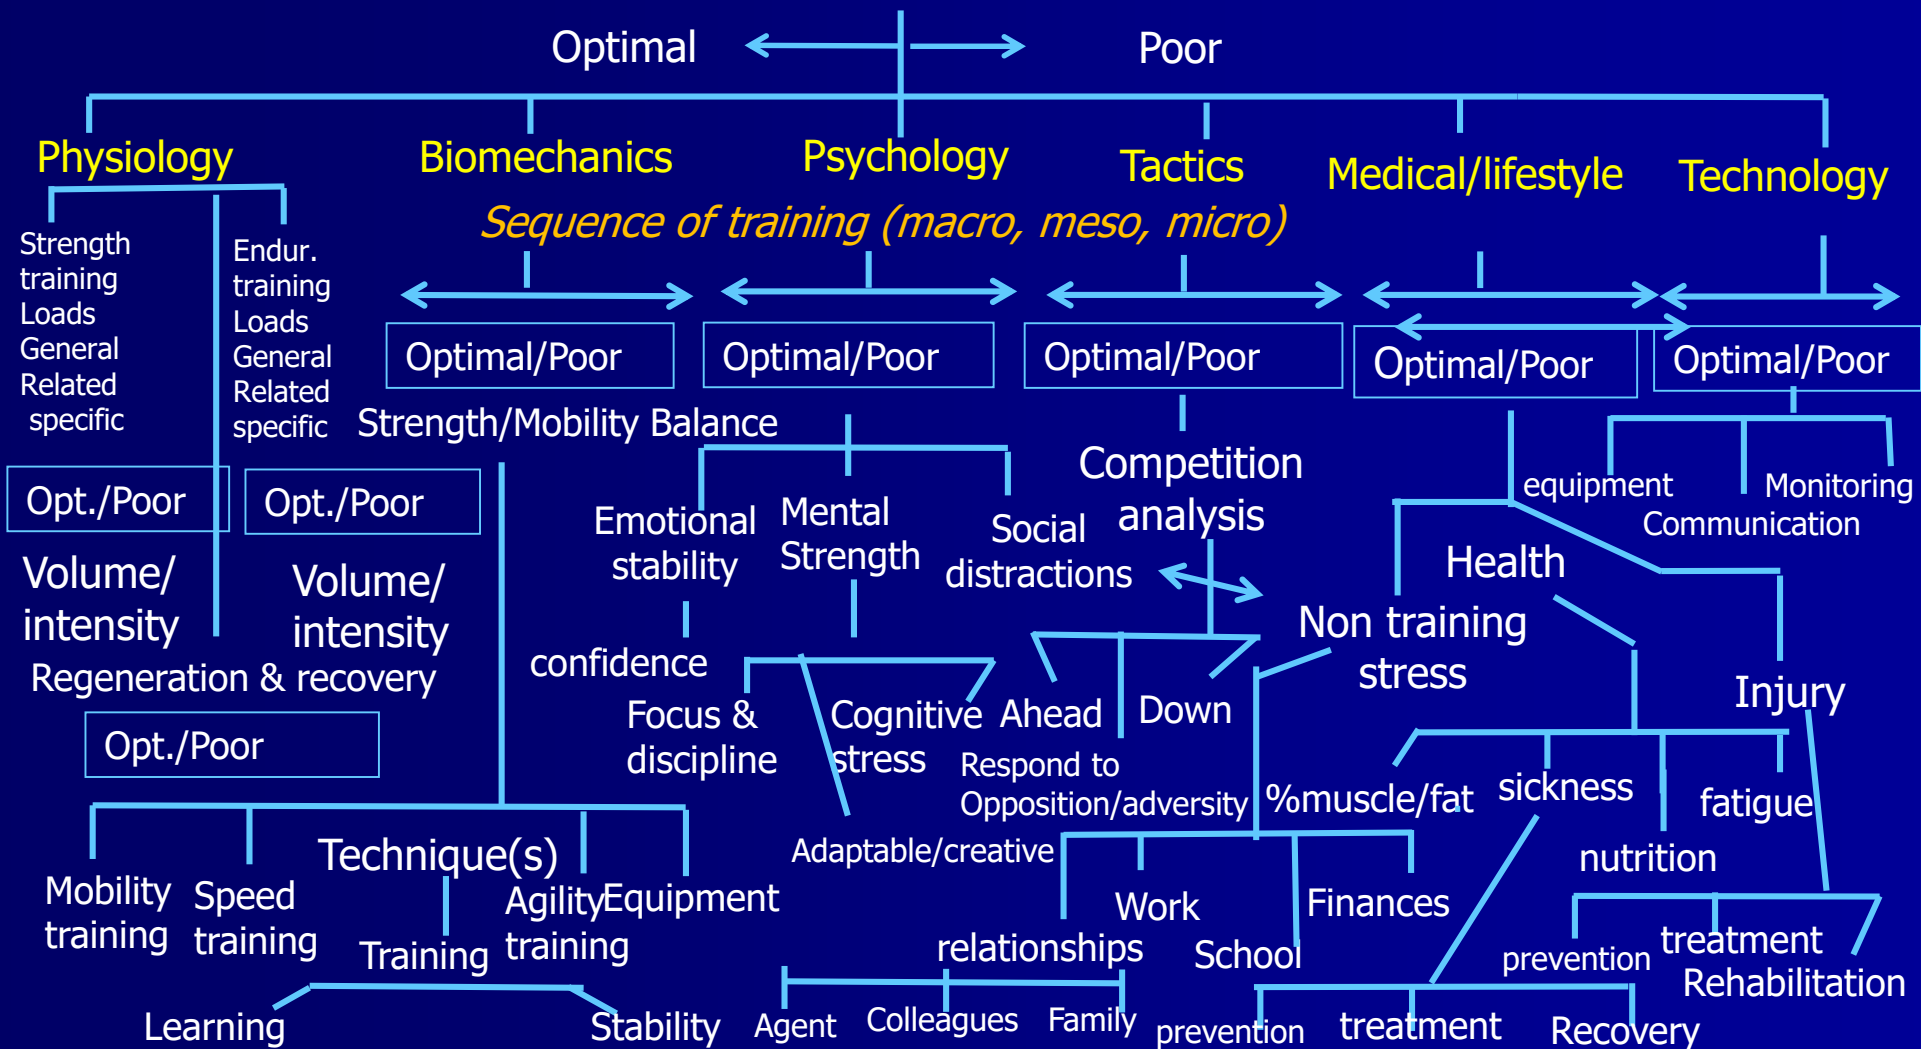 Optimal
Poor
Physiology
Biomechanics
Psychology
Tactics
Medical/lifestyle
Technology
Sequence of training (macro, meso, micro)
Strength
training
Loads
General
Related
specific
Endur.
training
Loads
General
Related
specific
Optimal/Poor
Optimal/Poor
Optimal/Poor
Optimal/Poor
Optimal/Poor
Strength/Mobility Balance
Opt./Poor
Opt./Poor
Volume/
intensity
Volume/
intensity
Regeneration & recovery
Opt./Poor
Emotional
stability
Mental
Strength
Social
distractions
Competition
analysis
equipment
Monitoring
Communication
Health
Non training
stress
Injury
confidence
Focus &
discipline
Cognitive
stress
Ahead
Down
Respond to
Opposition/adversity
Adaptable/creative
%muscle/fat
sickness
fatigue
nutrition
Technique(s)
Mobility
training
Speed
training
Training
Agility
training
Equipment
Learning
Stability
relationships
Work
School
Finances
Agent
Colleagues
Family
prevention
treatment
Rehabilitation
prevention
treatment
Recovery